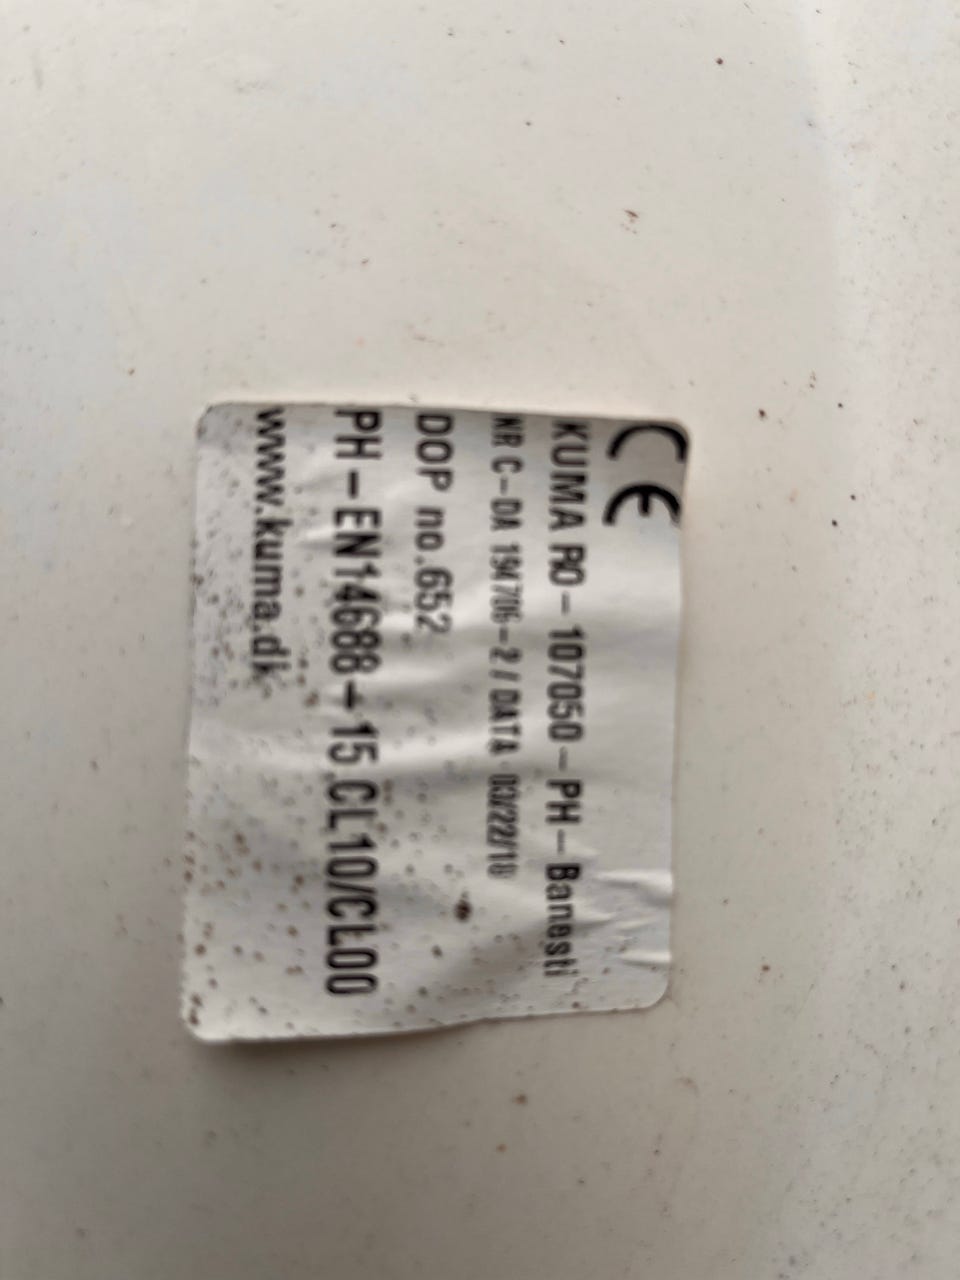 CE
KUMA RO-107050-PH-Banesti
NR C-DA 194706-2 / DATA 03/22/18
DOP no.652
PH-EN14688-15 CL10/CL00
www.kuma.dk